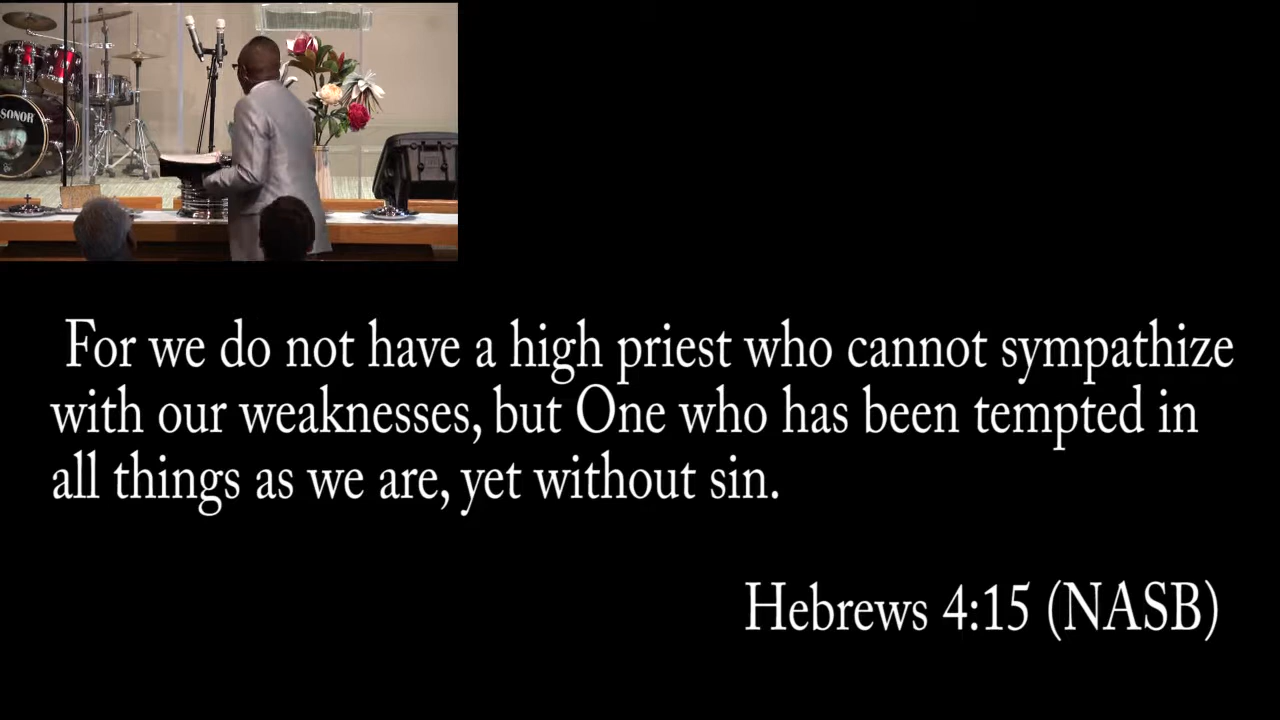 SONOR
For we do not have a high priest who cannot sympathize
with our weaknesses, but One who has been tempted in
all things as we are, yet without sin.
Hebrews 4:15 (NASB)